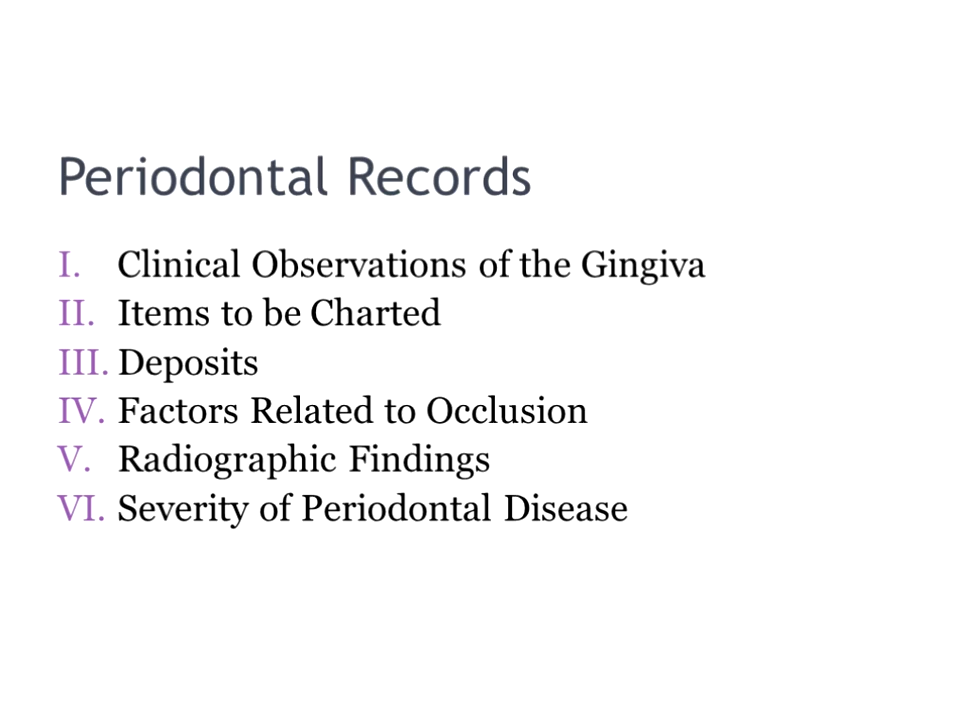 Periodontal Records
I. Clinical Observations of the Gingiva
II. Items to be Charted
III. Deposits
IV. Factors Related to Occlusion
V. Radiographic Findings
VI. Severity of Periodontal Disease